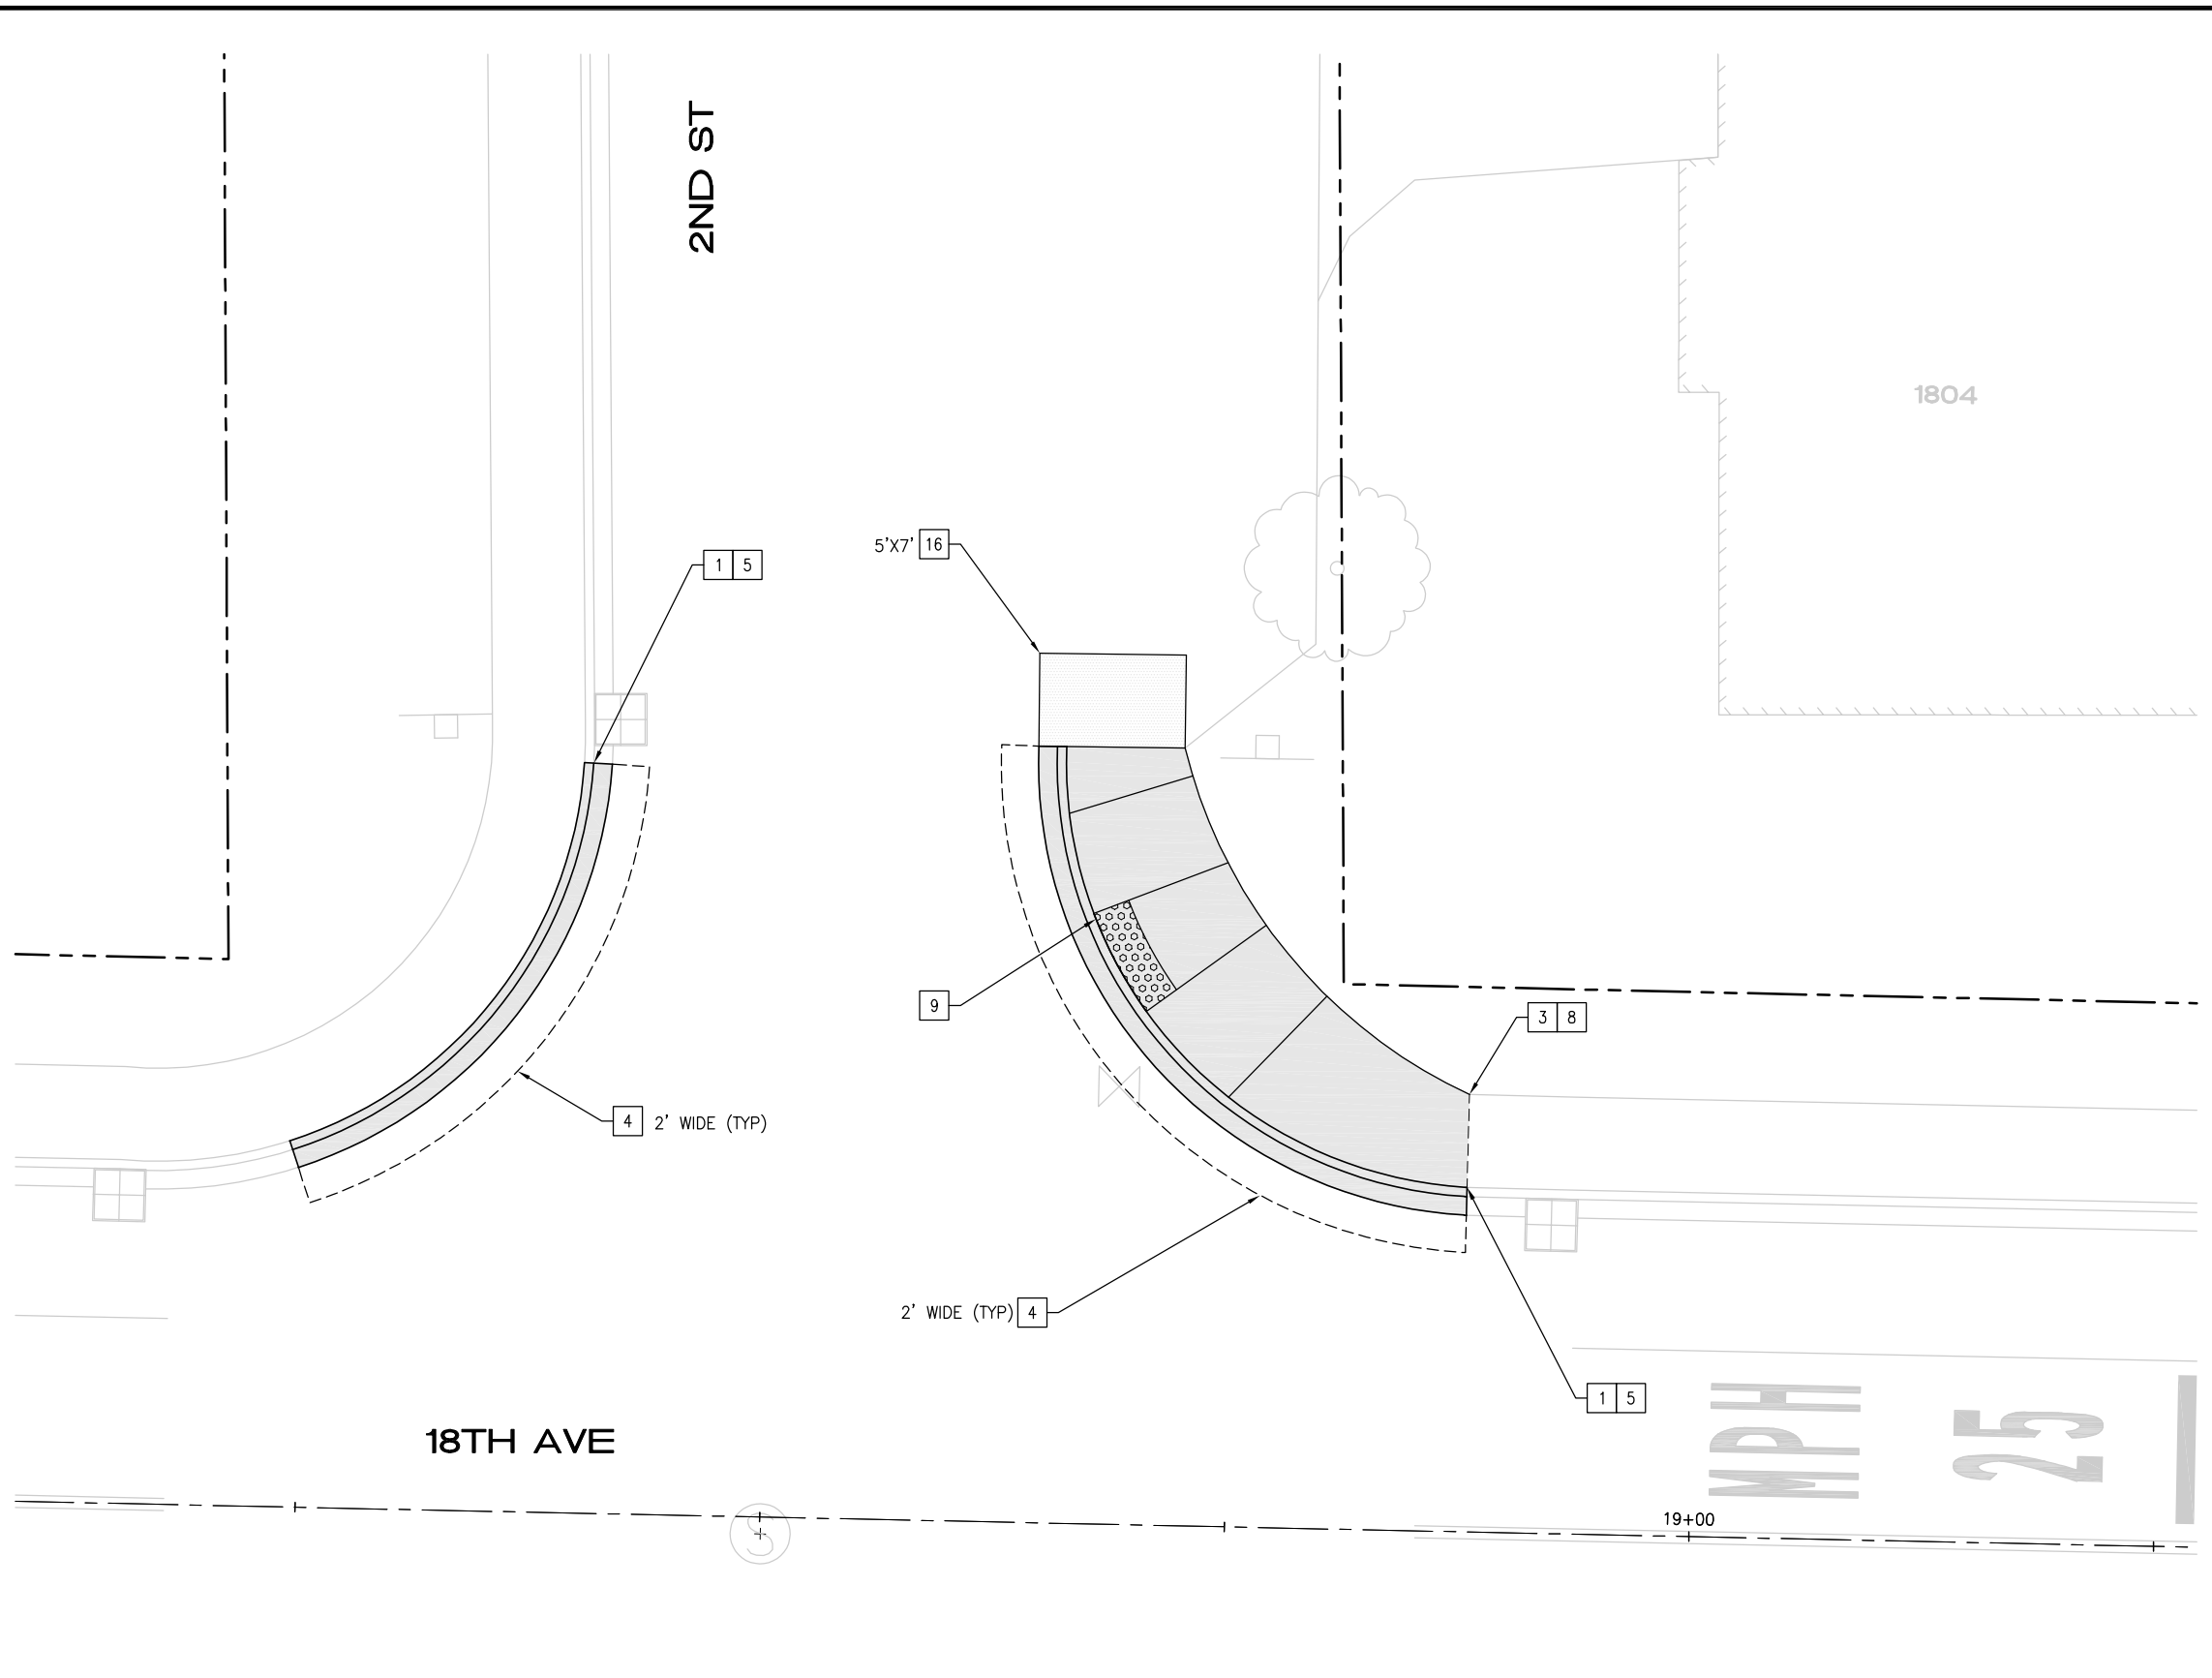 2ND ST
1804
5'X7' 16
1 5
9
3 8
4 2' WIDE (TYP)
2' WIDE (TYP) 4
1 5
MPH
25
18TH AVE
19+00
S